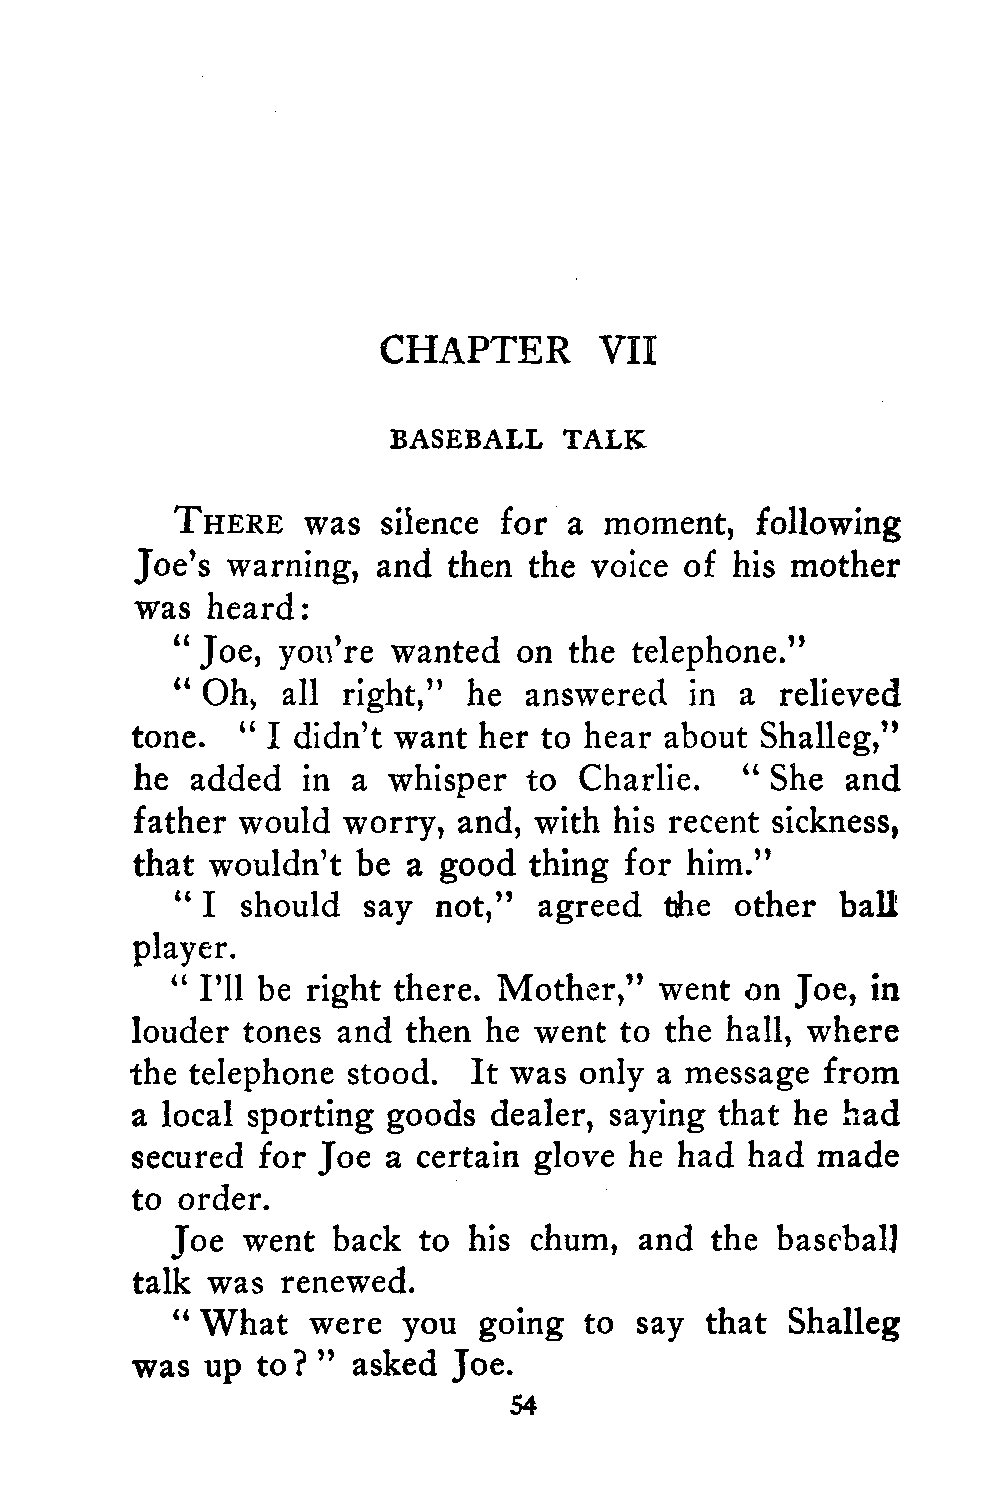 CHAPTER VII
BASEBALL TALK
THERE was silence for a moment, following
Joe's warning, and then the voice of his mother
was heard:
" Joe, you're wanted on the telephone."
" Oh, all right," he answered in a relieved
tone. " I didn't want her to hear about Shalleg,"
he added in a whisper to Charlie. " She and
father would worry, and, with his recent sickness,
that wouldn't be a good thing for him."
" I should say not," agreed the other ball
player.
" I'll be right there. Mother," went on Joe, in
louder tones and then he went to the hall, where
the telephone stood. It was only a message from
a local sporting goods dealer, saying that he had
secured for Joe a certain glove he had had made
to order.
Joe went back to his chum, and the baseball
talk was renewed.
" What were you going to say that Shalleg
was up to? " asked Joe.
54